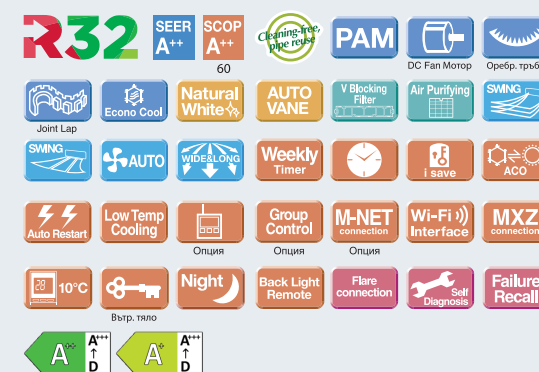 R32
SEER
A++
SCOP
A++
60
Cleaning-free,
pipe reuse
PAM
DC Fan Мотор
Оребр. тръб
Joint Lap
Econo Cool
Natural
White
AUTO
VANE
V Blocking
Filter
Air Purifying
SWING
SWING
AUTO
WIDE&LONG
Weekly
Timer
i save
ACO
Auto Restart
Low Temp
Cooling
Опция
Group
Control
Опция
M-NET
connection
Опция
Wi-Fi
Interface
MXZ
connection
28
10°C
Вътр. тяло
Night
Back Light
Remote
Flare
connection
Self
Diagnosis
Failure
Recall
A++
A+++
↑
D
A+
A+++
↑
D